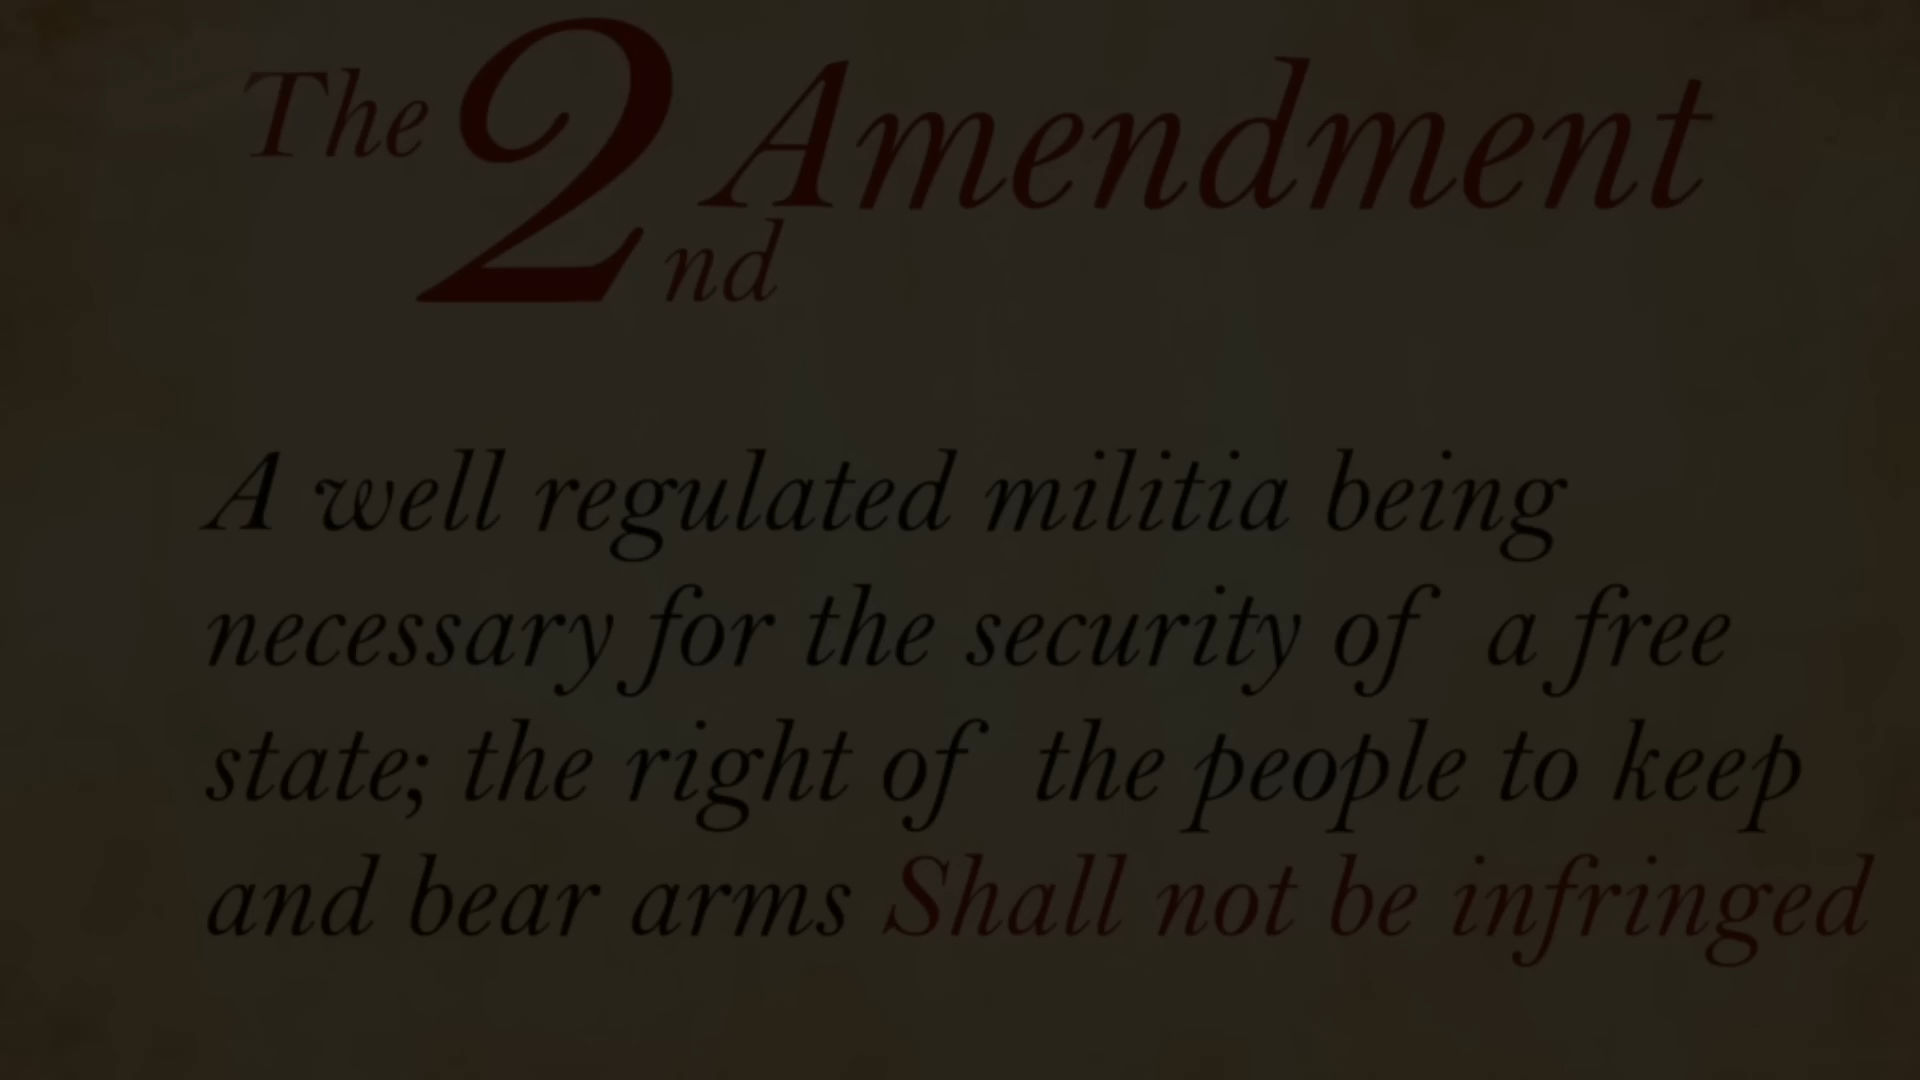 The 2nd Amendment
A well regulated militia being
necessary for the security of a free
state; the right of the people to keep
and bear arms Shall not be infringed